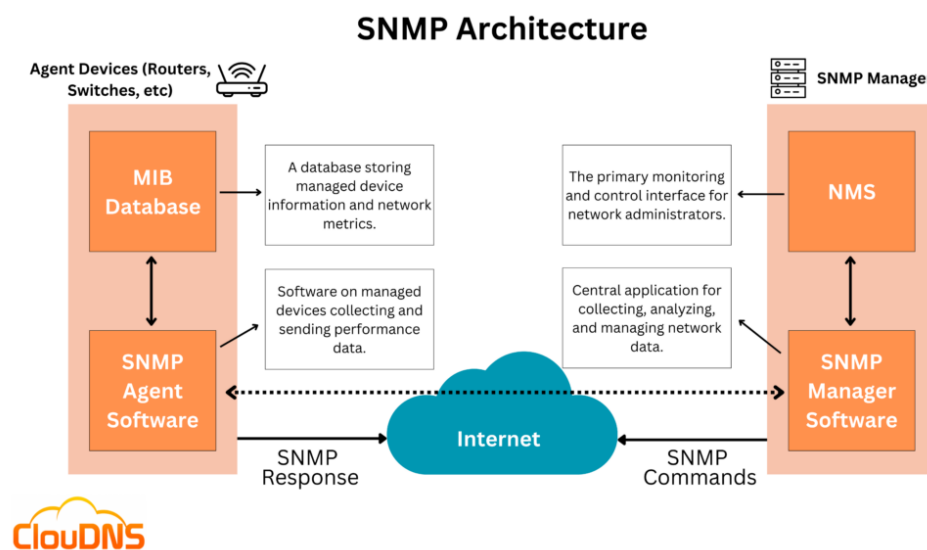 SNMP Architecture
Agent Devices (Routers,
Switches, etc)
SNMP Manager
MIB
Database
A database storing
managed device
information and network
metrics.
The primary monitoring
and control interface for
network administrators.
NMS
Software on managed
devices collecting and
sending performance
data.
Central application for
collecting, analyzing,
and managing network
data.
SNMP
Agent
Software
SNMP
Manager
Software
Internet
SNMP
Response
SNMP
Commands
ClouDNS